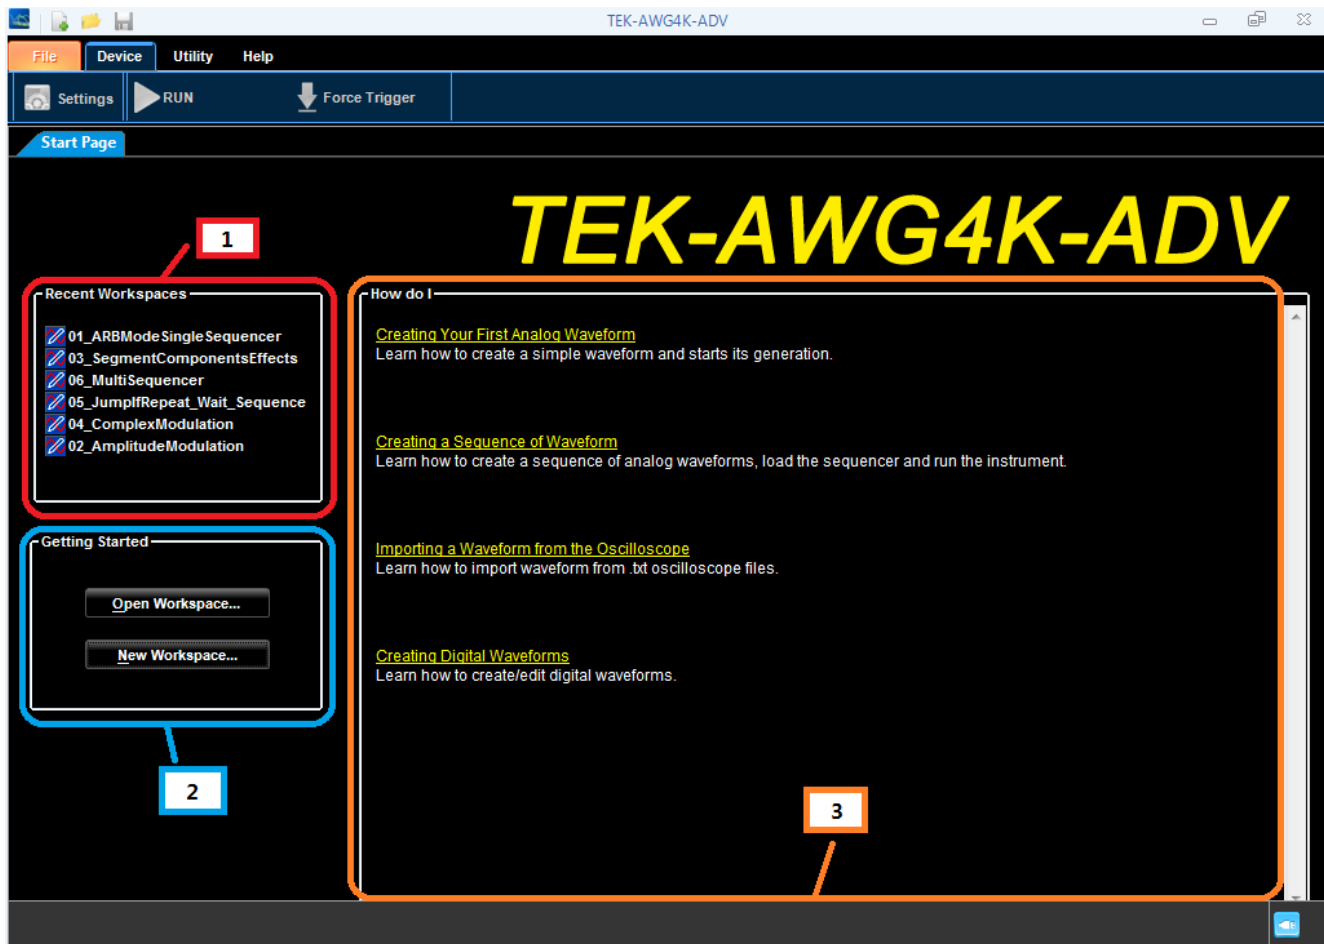 TEK-AWG4K-ADV
File Device Utility Help
Settings RUN Force Trigger
Start Page
TEK-AWG4K-ADV
1
Recent Workspaces
01_ARBModeSingleSequencer
03_SegmentComponentsEffects
06_MultiSequencer
05_JumpIfRepeat_Wait_Sequence
04_ComplexModulation
02_AmplitudeModulation
Getting Started
Open Workspace...
New Workspace...
2
How do I
Creating Your First Analog Waveform
Learn how to create a simple waveform and starts its generation.
Creating a Sequence of Waveform
Learn how to create a sequence of analog waveforms, load the sequencer and run the instrument.
Importing a Waveform from the Oscilloscope
Learn how to import waveform from .txt oscilloscope files.
Creating Digital Waveforms
Learn how to create/edit digital waveforms.
3